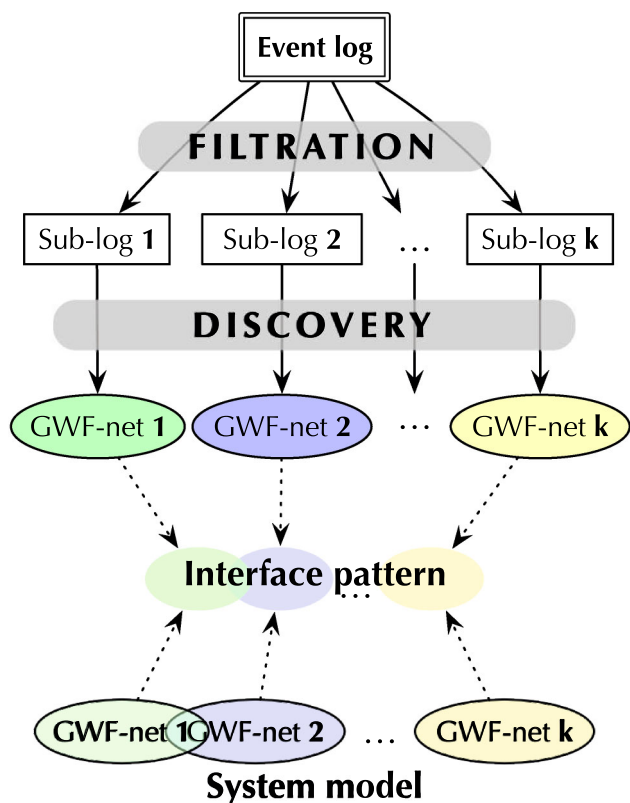 Event log
FILTRATION
Sub-log 1 Sub-log 2 ... Sub-log k
DISCOVERY
GWF-net 1 GWF-net 2 ... GWF-net k
Interface pattern
...
GWF-net 1 GWF-net 2 ... GWF-net k
System model